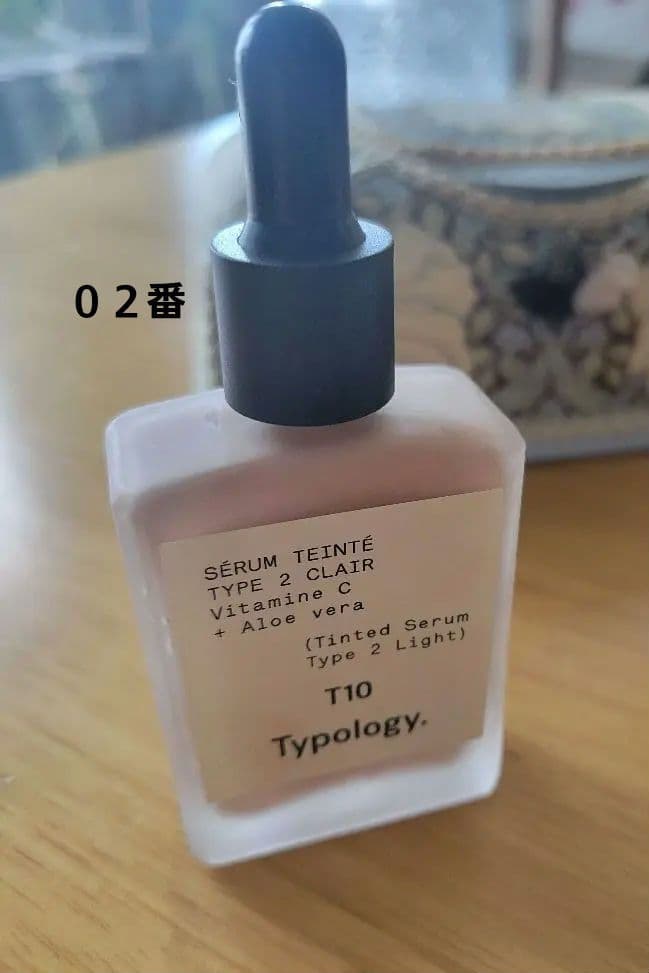 ０２番
SÉRUM TEINTÉ
TYPE 2 CLAIR
Vitamine C
+ Aloe vera
(Tinted Serum
Type 2 Light)
T10
Typology.